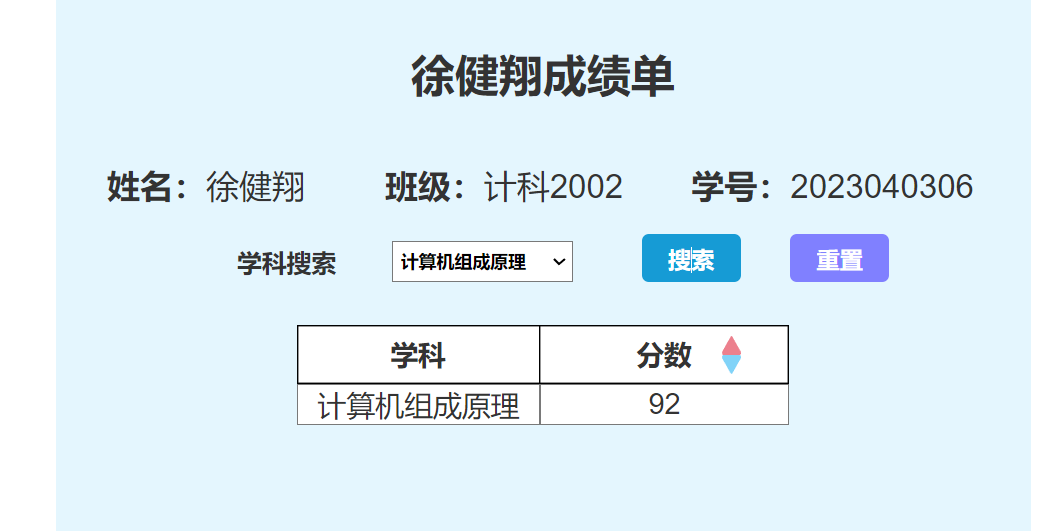 徐健翔成绩单
姓名：徐健翔 班级：计科2002 学号：2023040306
学科搜索 计算机组成原理 搜索 重置
学科 分数
计算机组成原理 92